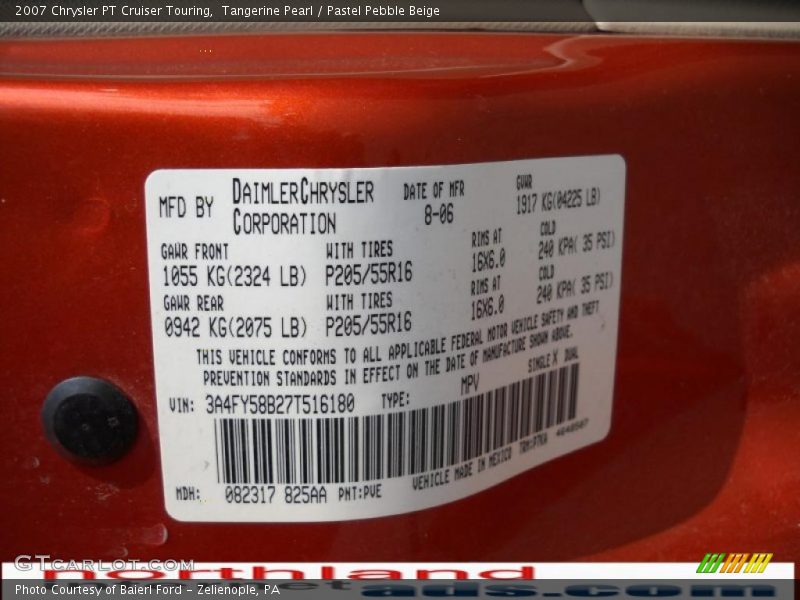 2007 Chrysler PT Cruiser Touring, Tangerine Pearl / Pastel Pebble Beige
MFD BY DAIMLERCHRYSLER CORPORATION
DATE OF MFR 8-06
GVWR 1917 KG(04225 LB)
GAWR FRONT WITH TIRES RIMS AT COLD
1055 KG(2324 LB) P205/55R16 16X6.0 240 KPA( 35 PSI)
GAWR REAR WITH TIRES RIMS AT COLD
0942 KG(2075 LB) P205/55R16 16X6.0 240 KPA( 35 PSI)
THIS VEHICLE CONFORMS TO ALL APPLICABLE FEDERAL MOTOR VEHICLE SAFETY AND THEFT
PREVENTION STANDARDS IN EFFECT ON THE DATE OF MANUFACTURE SHOWN ABOVE.
SINGLE X DUAL
VIN: 3A4FY58B27T516180 TYPE: MPV
MDH: 082317 825AA PNT:PVE VEHICLE MADE IN MEXICO
GTCarLot.com
northland
ads.com
Photo Courtesy of Baierl Ford – Zelienople, PA